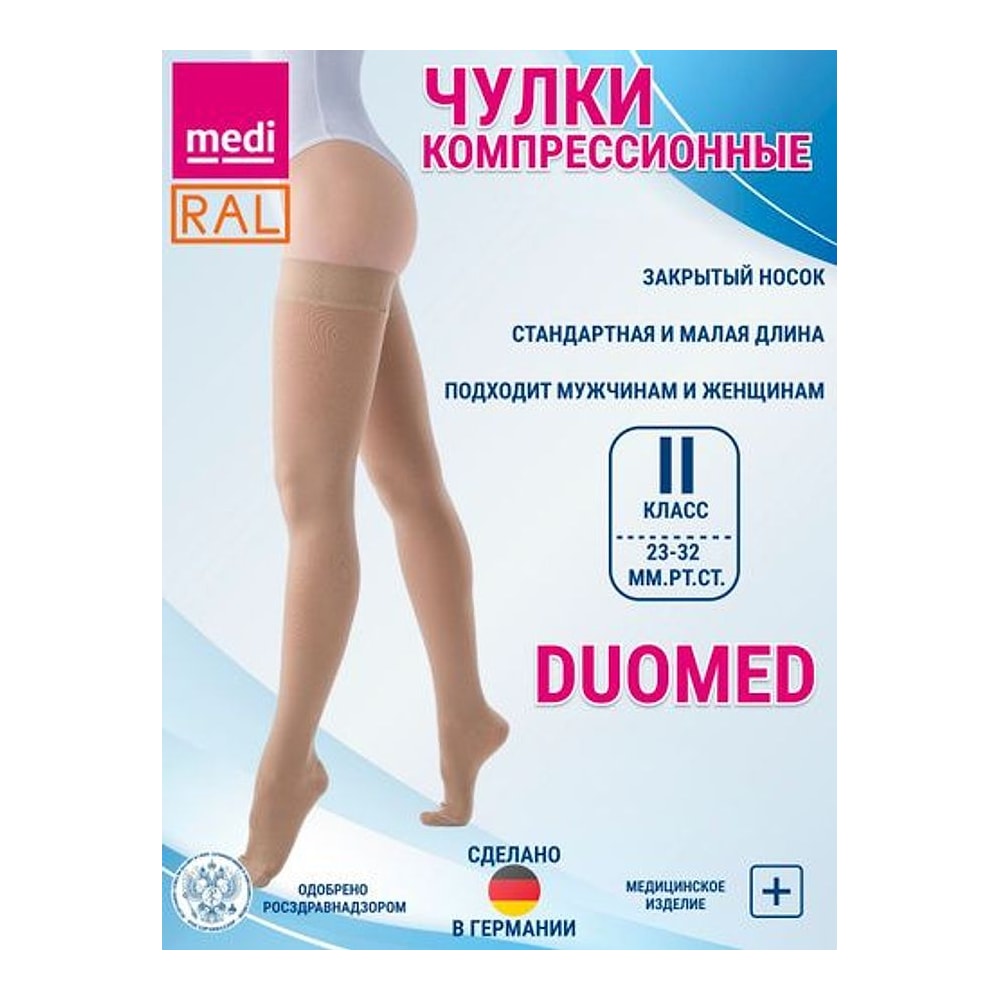 medi
RAL
ЧУЛКИ
КОМПРЕССИОННЫЕ
ЗАКРЫТЫЙ НОСОК
СТАНДАРТНАЯ И МАЛАЯ ДЛИНА
ПОДХОДИТ МУЖЧИНАМ И ЖЕНЩИНАМ
II
КЛАСС
23-32
ММ.РТ.СТ.
DUOMED
ОДОБРЕНО
РОСЗДРАВНАДЗОРОМ
СДЕЛАНО
В ГЕРМАНИИ
МЕДИЦИНСКОЕ
ИЗДЕЛИЕ